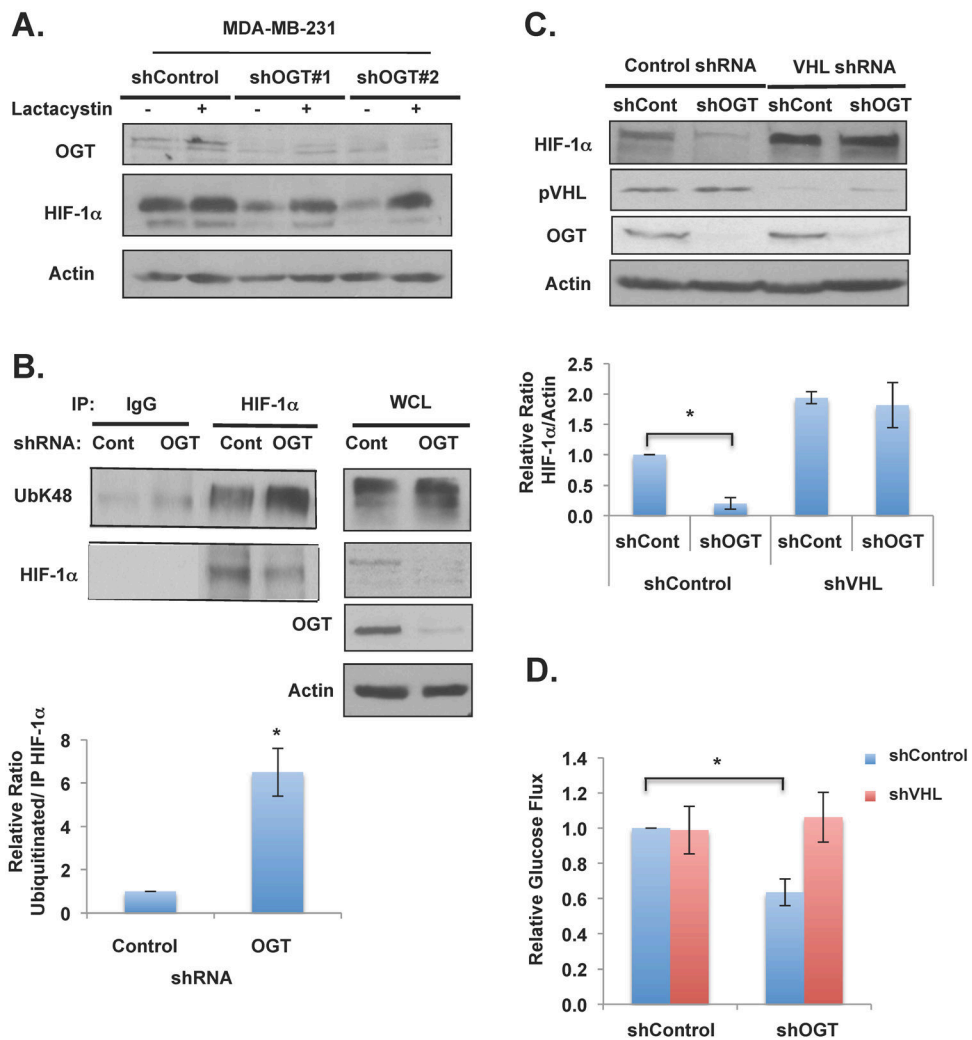 A.
MDA-MB-231
shControl shOGT#1 shOGT#2
Lactacystin - + - + - +
OGT
HIF-1α
Actin
B.
IP: IgG HIF-1α WCL
shRNA: Cont OGT Cont OGT Cont OGT
UbK48
HIF-1α
OGT
Actin
Relative Ratio
Ubiquitinated/ IP HIF-1α
8
6
4
2
0
*
Control OGT
shRNA
C.
Control shRNA VHL shRNA
shCont shOGT shCont shOGT
HIF-1α
pVHL
OGT
Actin
Relative Ratio
HIF-1α/Actin
2.5
2.0
1.5
1.0
0.5
0.0
*
shCont shOGT shCont shOGT
shControl shVHL
D.
Relative Glucose Flux
1.4
1.2
1.0
0.8
0.6
0.4
0.2
0.0
*
shControl
shVHL
shControl shOGT